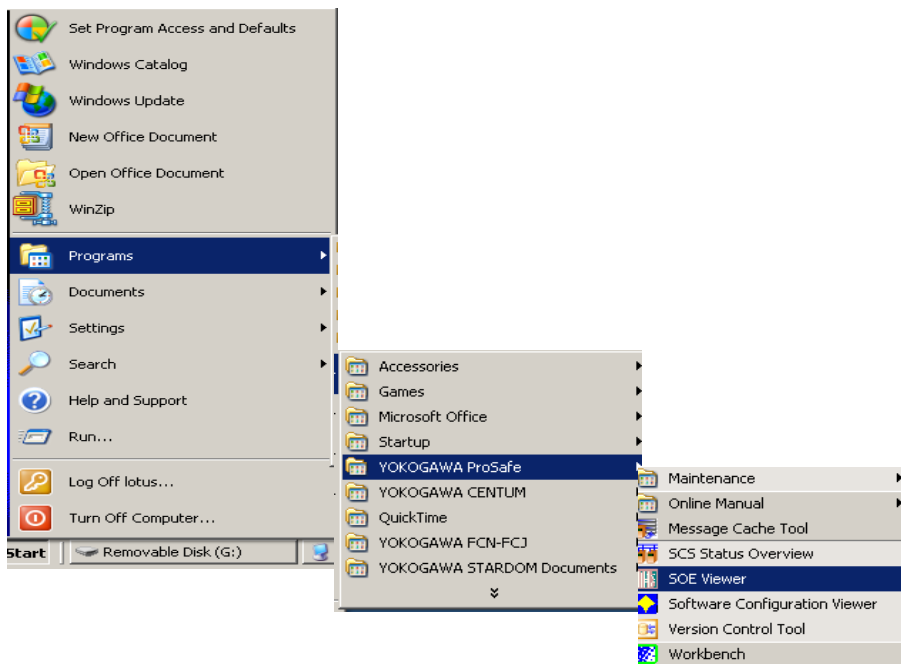 Set Program Access and Defaults
Windows Catalog
Windows Update
New Office Document
Open Office Document
WinZip
Programs
Documents
Settings
Search
Help and Support
Run...
Log Off lotus...
Turn Off Computer...
Start
Removable Disk (G:)
Accessories
Games
Microsoft Office
Startup
YOKOGAWA ProSafe
YOKOGAWA CENTUM
QuickTime
YOKOGAWA FCN-FCJ
YOKOGAWA STARDOM Documents
Maintenance
Online Manual
Message Cache Tool
SCS Status Overview
SOE Viewer
Software Configuration Viewer
Version Control Tool
Workbench